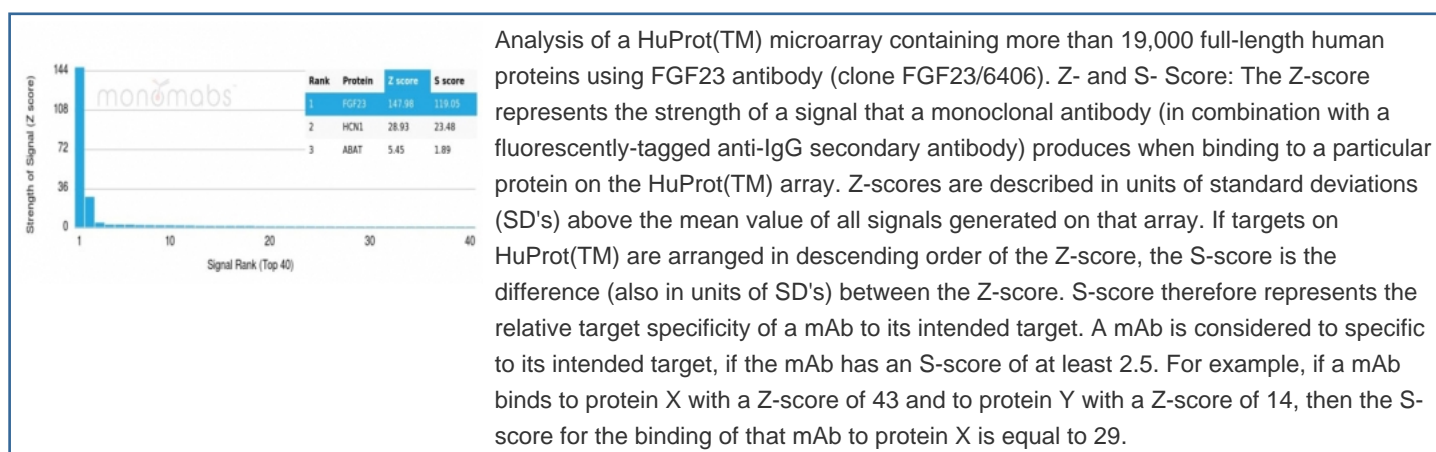 Strength of Signal (Z score)
144
108
72
36
0
1
10
20
30
40
Signal Rank (Top 40)
monomabs
Rank Protein Z score S score
1 FGF23 147.98 119.05
2 HCN1 28.93 23.48
3 ABAT 5.45 1.89
Analysis of a HuProt(TM) microarray containing more than 19,000 full-length human
proteins using FGF23 antibody (clone FGF23/6406). Z- and S- Score: The Z-score
represents the strength of a signal that a monoclonal antibody (in combination with a
fluorescently-tagged anti-IgG secondary antibody) produces when binding to a particular
protein on the HuProt(TM) array. Z-scores are described in units of standard deviations
(SD's) above the mean value of all signals generated on that array. If targets on
HuProt(TM) are arranged in descending order of the Z-score, the S-score is the
difference (also in units of SD's) between the Z-score. S-score therefore represents the
relative target specificity of a mAb to its intended target. A mAb is considered to specific
to its intended target, if the mAb has an S-score of at least 2.5. For example, if a mAb
binds to protein X with a Z-score of 43 and to protein Y with a Z-score of 14, then the S-
score for the binding of that mAb to protein X is equal to 29.